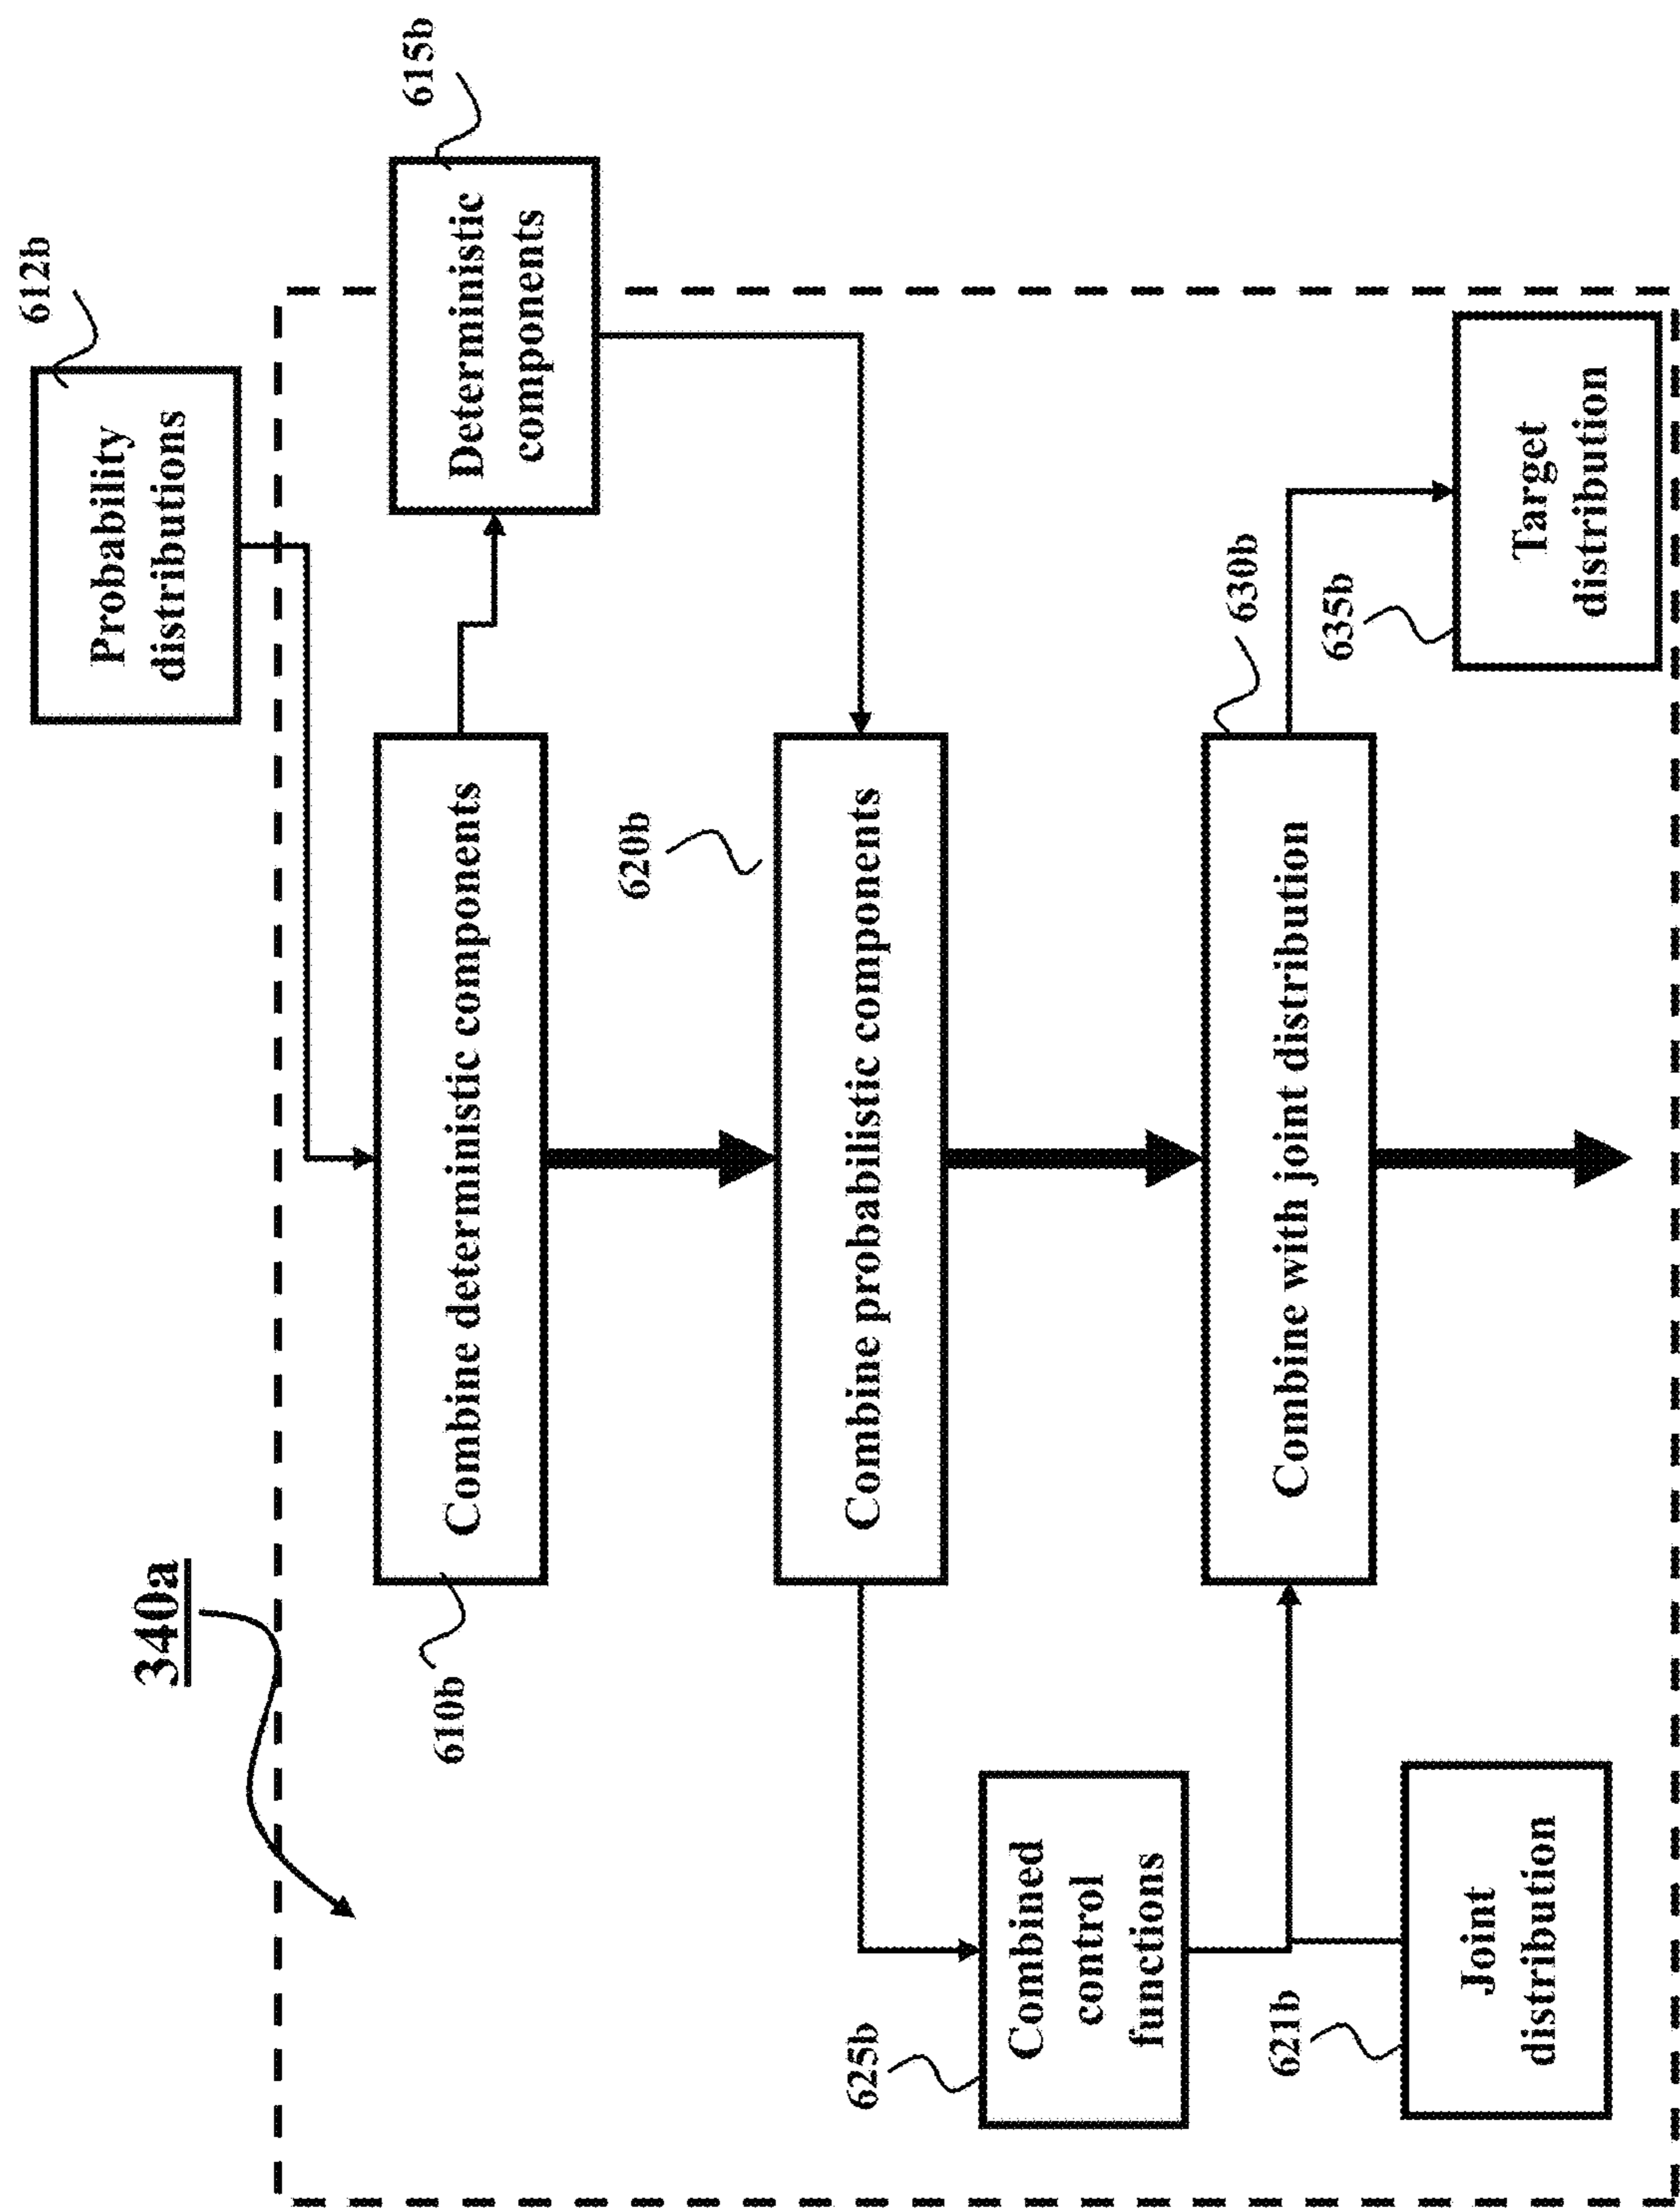 340a
612b
Probability
distributions
615b
Deterministic
components
610b
Combine deterministic components
620b
Combine probabilistic components
625b
Combined
control
functions
630b
Combine with joint distribution
621b
Joint
distribution
635b
Target
distribution